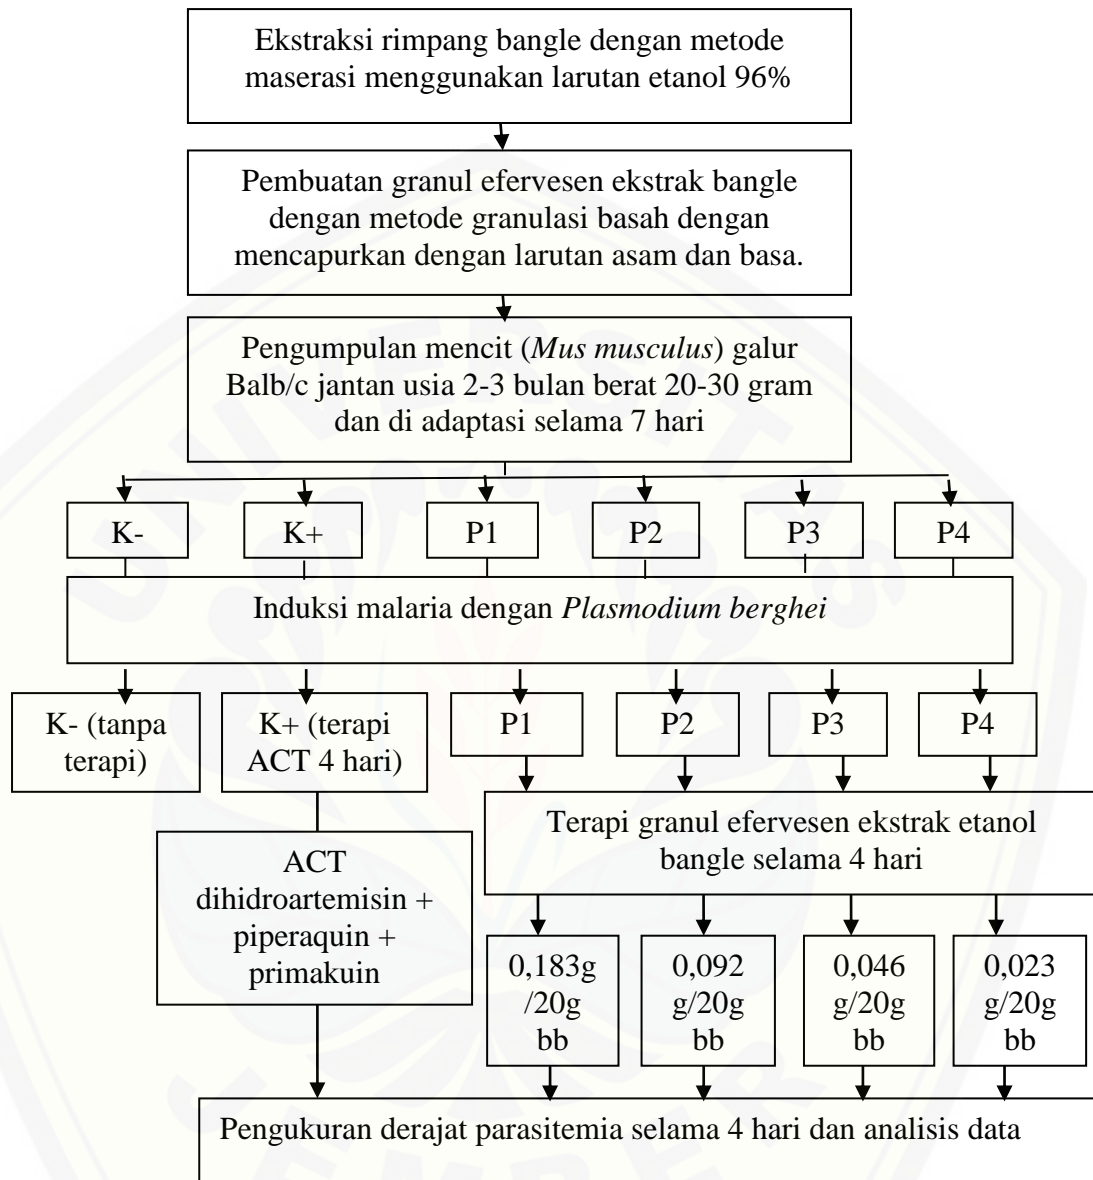 Ekstraksi rimpang bangle dengan metode
maserasi menggunakan larutan etanol 96%
Pembuatan granul efervesen ekstrak bangle
dengan metode granulasi basah dengan
mencapurkan dengan larutan asam dan basa.
Pengumpulan mencit (Mus musculus) galur
Balb/c jantan usia 2-3 bulan berat 20-30 gram
dan di adaptasi selama 7 hari
K-
K+
P1
P2
P3
P4
Induksi malaria dengan Plasmodium berghei
K- (tanpa
terapi)
K+ (terapi
ACT 4 hari)
P1
P2
P3
P4
Terapi granul efervesen ekstrak etanol
bangle selama 4 hari
ACT
dihidroartemisin +
piperaquin +
primakuin
0,183g
/20g
bb
0,092
g/20g
bb
0,046
g/20g
bb
0,023
g/20g
bb
Pengukuran derajat parasitemia selama 4 hari dan analisis data
UNIVERSITAS
JEMBER